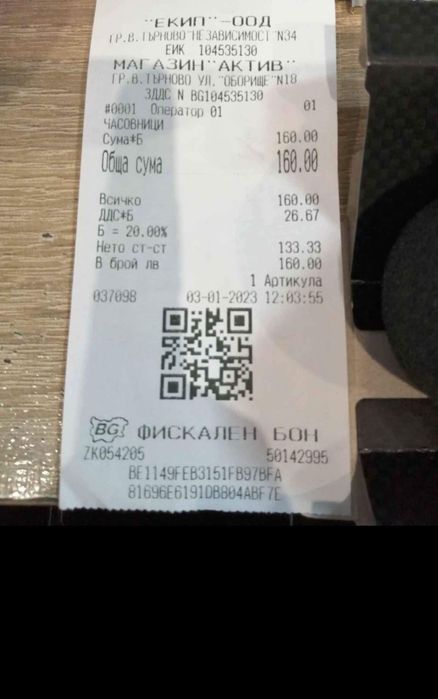 "ЕКИП"-ООД
ГР.В.ТЪРНОВО"НЕЗАВИСИМОСТ"N34
ЕИК 104535130
МАГАЗИН"АКТИВ"
ГР.В.ТЪРНОВО УЛ."ОБОРИЩЕ"N18
ЗДДС N BG104535130
#0001 Оператор 01 01
ЧАСОВНИЦИ
Сума*Б 160.00
Обща сума 160.00
Всичко 160.00
ДДС*Б 26.67
Б = 20.00%
Нето ст-ст 133.33
В брой лв 160.00
1 Артикула
037098 03-01-2023 12:03:55
BG ФИСКАЛЕН БОН
ZK054205 50142995
BE1149FEB3151FB97BFA
81696E6191DB804ABF7E